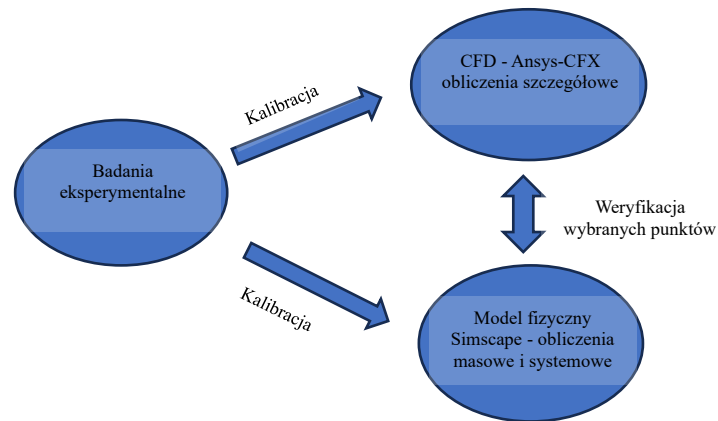 CFD - Ansys-CFX
obliczenia szczegółowe
Kalibracja
Badania
eksperymentalne
Weryfikacja
wybranych punktów
Kalibracja
Model fizyczny
Simscape - obliczenia
masowe i systemowe